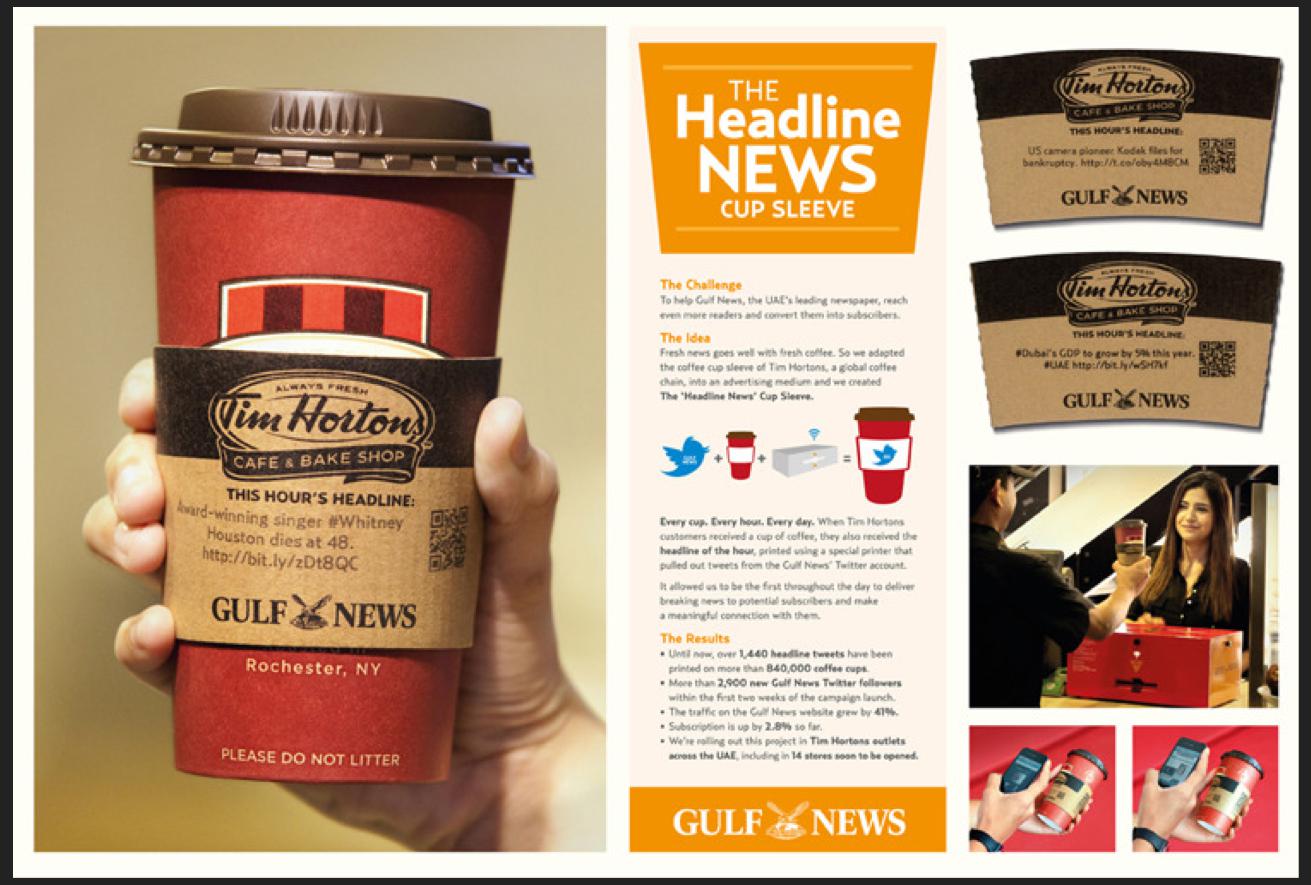 ALWAYS FRESH
Tim Hortons
CAFE & BAKE SHOP
THIS HOUR'S HEADLINE:
Award-winning singer #Whitney
Houston dies at 48.
http://bit.ly/zDt8QC
GULF NEWS
Rochester, NY
PLEASE DO NOT LITTER
THE
Headline
NEWS
CUP SLEEVE
The Challenge
To help Gulf News, the UAE's leading newspaper, reach
even more readers and convert them into subscribers.
The Idea
Fresh news goes well with fresh coffee. So we adapted
the coffee cup sleeve of Tim Hortons, a global coffee
chain, into an advertising medium and we created
The 'Headline News' Cup Sleeve.
+ + =
Every cup. Every hour. Every day. When Tim Hortons
customers received a cup of coffee, they also received the
headline of the hour, printed using a special printer that
pulled out tweets from the Gulf News' Twitter account.
It allowed us to be the first throughout the day to deliver
breaking news to potential subscribers and make
a meaningful connection with them.
The Results
• Until now, over 1,440 headline tweets have been
printed on more than 840,000 coffee cups.
• More than 2,900 new Gulf News Twitter followers
within the first two weeks of the campaign launch.
• The traffic on the Gulf News website grew by 41%.
• Subscription is up by 2.8% so far.
• We're rolling out this project in Tim Hortons outlets
across the UAE, including in 14 stores soon to be opened.
GULF NEWS
ALWAYS FRESH
Tim Hortons
CAFE & BAKE SHOP
THIS HOUR'S HEADLINE:
US camera pioneer Kodak files for
bankruptcy. http://t.co/oby4MBCM
GULF NEWS
ALWAYS FRESH
Tim Hortons
CAFE & BAKE SHOP
THIS HOUR'S HEADLINE:
#Dubai's GDP to grow by 5% this year.
#UAE http://bit.ly/wSH7kf
GULF NEWS